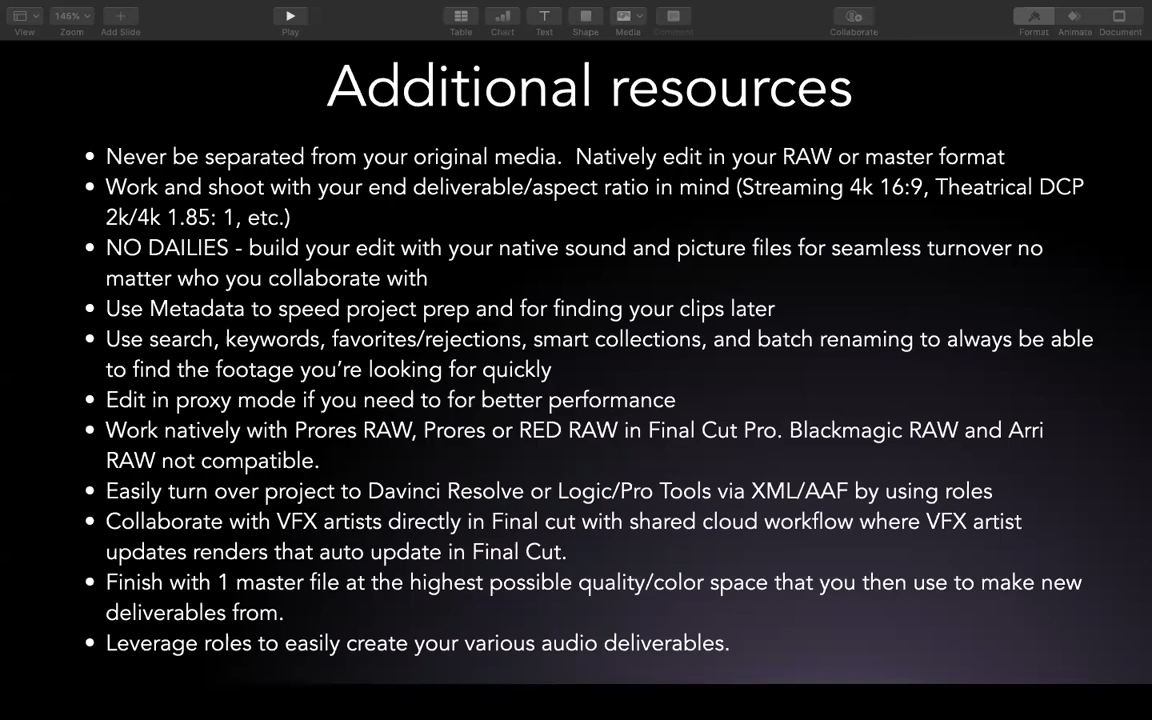 145%
View
Zoom
Add Slide
Play
Table
Chart
Text
Shape
Media
Comment
Collaborate
Format
Animate
Document
Additional resources
• Never be separated from your original media.  Natively edit in your RAW or master format
• Work and shoot with your end deliverable/aspect ratio in mind (Streaming 4k 16:9, Theatrical DCP
2k/4k 1.85: 1, etc.)
• NO DAILIES - build your edit with your native sound and picture files for seamless turnover no
matter who you collaborate with
• Use Metadata to speed project prep and for finding your clips later
• Use search, keywords, favorites/rejections, smart collections, and batch renaming to always be able
to find the footage you’re looking for quickly
• Edit in proxy mode if you need to for better performance
• Work natively with Prores RAW, Prores or RED RAW in Final Cut Pro. Blackmagic RAW and Arri
RAW not compatible.
• Easily turn over project to Davinci Resolve or Logic/Pro Tools via XML/AAF by using roles
• Collaborate with VFX artists directly in Final cut with shared cloud workflow where VFX artist
updates renders that auto update in Final Cut.
• Finish with 1 master file at the highest possible quality/color space that you then use to make new
deliverables from.
• Leverage roles to easily create your various audio deliverables.